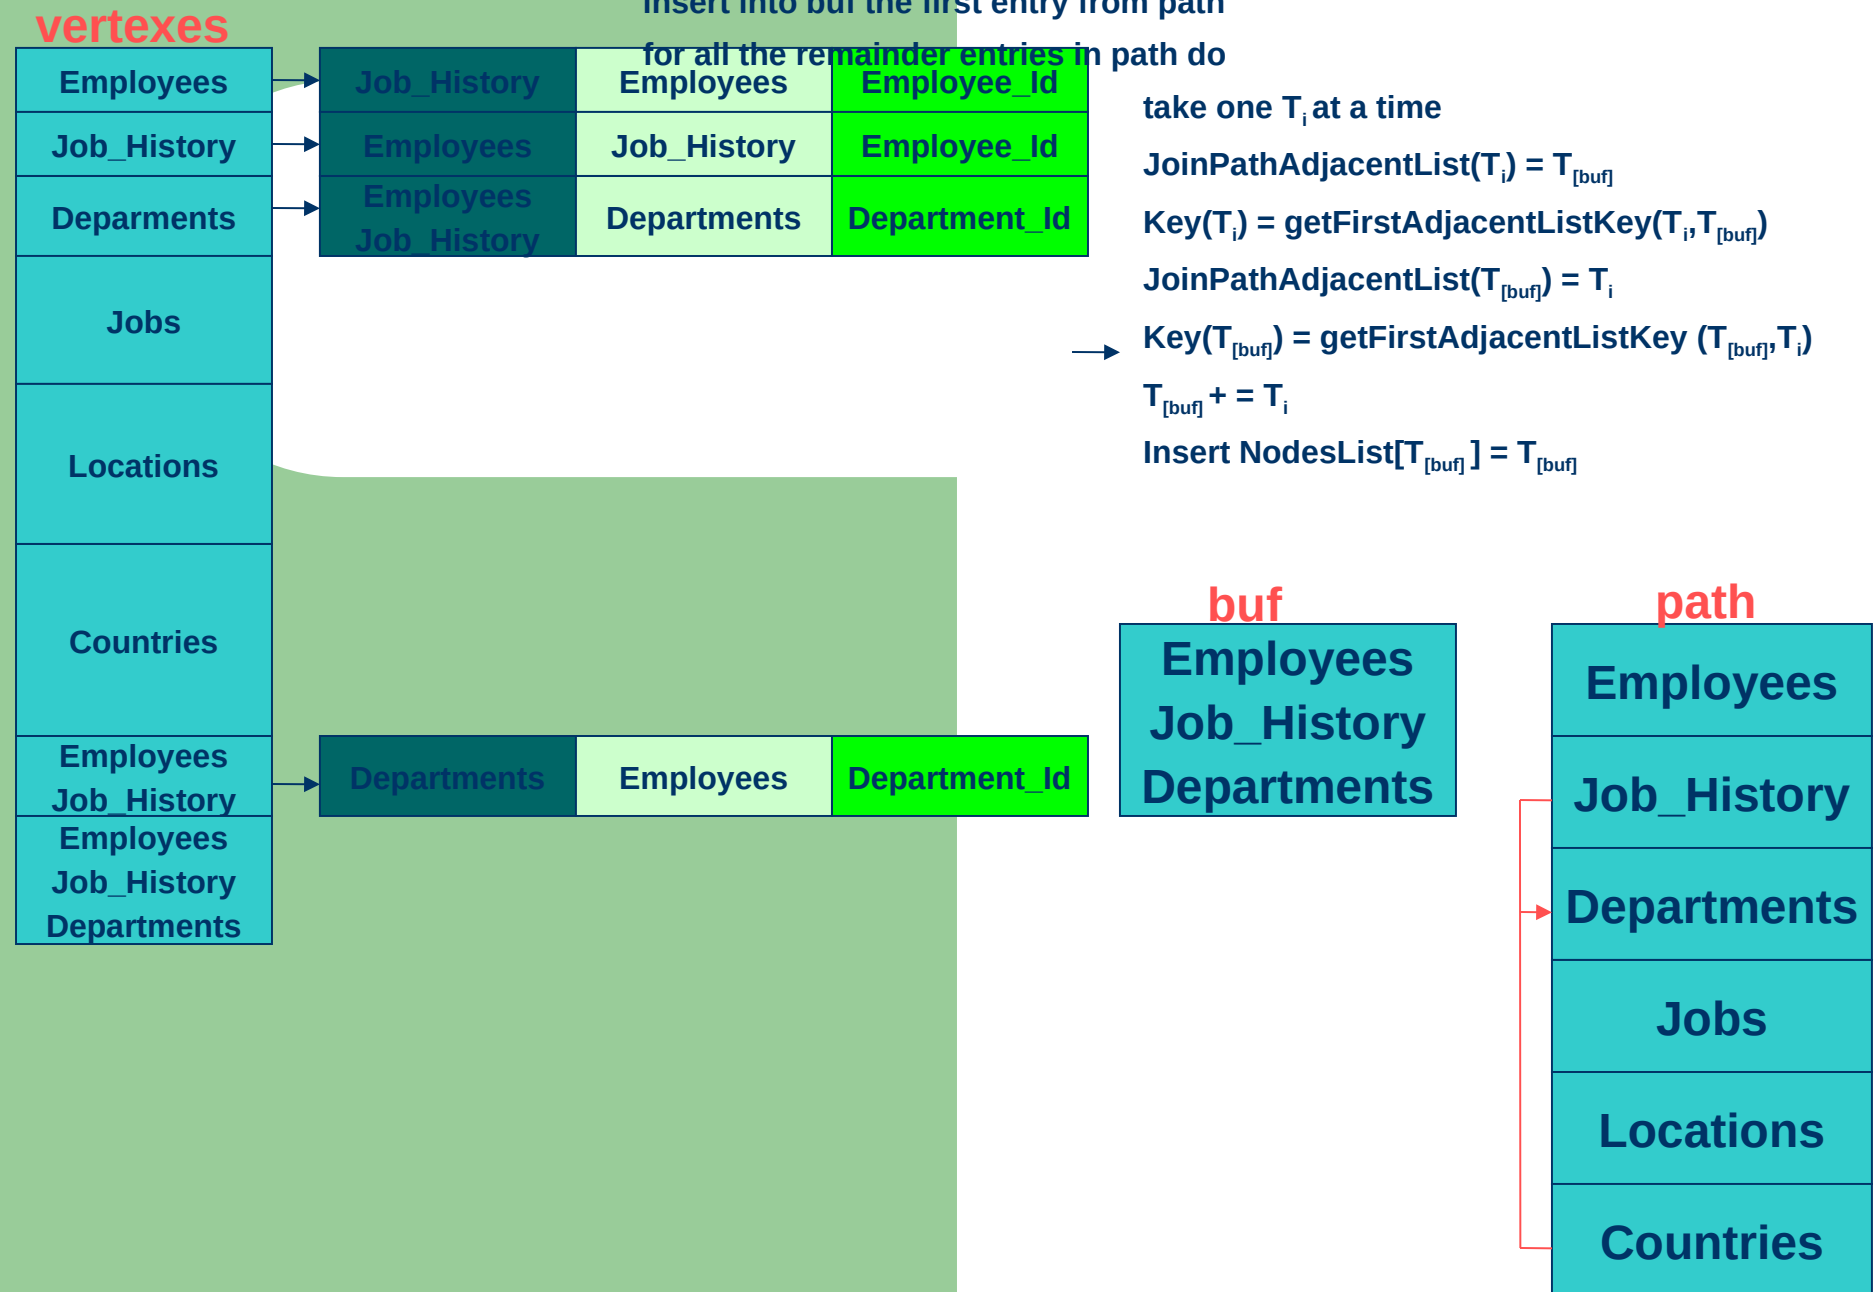 vertexes
Employees
Job_History
Deparments
Jobs
Locations
Countries
Employees
Job_History
Employees
Job_History
Departments
Job_History
Employees
Employee_Id
Employees
Job_History
Employee_Id
Employees
Job_History
Departments
Department_Id
Departments
Employees
Department_Id
insert into buf the first entry from path
for all the remainder entries in path do
take one Ti at a time
JoinPathAdjacentList(Ti) = T[buf]
Key(Ti) = getFirstAdjacentListKey(Ti,T[buf])
JoinPathAdjacentList(T[buf]) = Ti
Key(T[buf]) = getFirstAdjacentListKey (T[buf],Ti)
T[buf] + = Ti
Insert NodesList[T[buf] ] = T[buf]
buf
Employees
Job_History
Departments
path
Employees
Job_History
Departments
Jobs
Locations
Countries